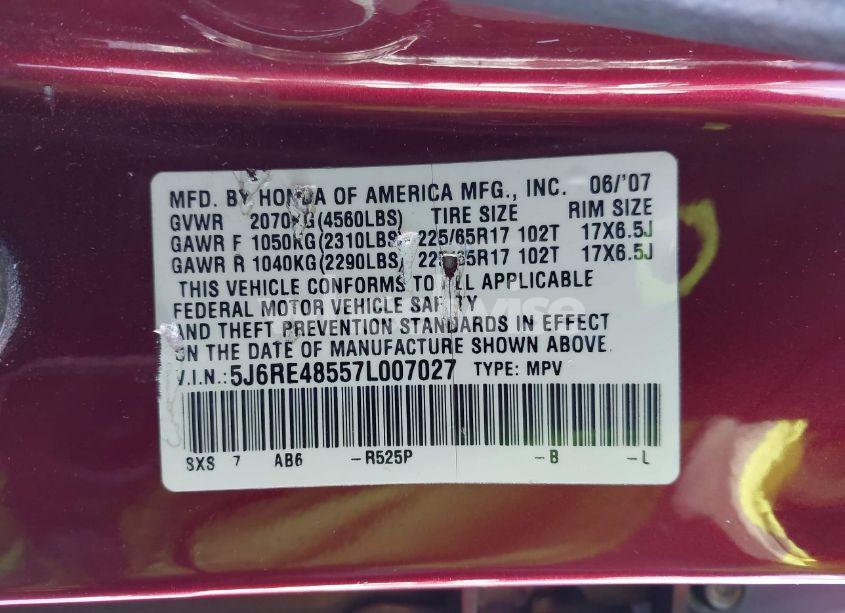 MFD. BY HONDA OF AMERICA MFG., INC. 06/'07
GVWR 2070KG(4560LBS) TIRE SIZE RIM SIZE
GAWR F 1050KG(2310LBS) 225/65R17 102T 17X6.5J
GAWR R 1040KG(2290LBS) 225/65R17 102T 17X6.5J
THIS VEHICLE CONFORMS TO ALL APPLICABLE
FEDERAL MOTOR VEHICLE SAFETY
AND THEFT PREVENTION STANDARDS IN EFFECT
ON THE DATE OF MANUFACTURE SHOWN ABOVE.
V.I.N.: 5J6RE48557L007027 TYPE: MPV
SXS 7 AB6 -R525P -B -L